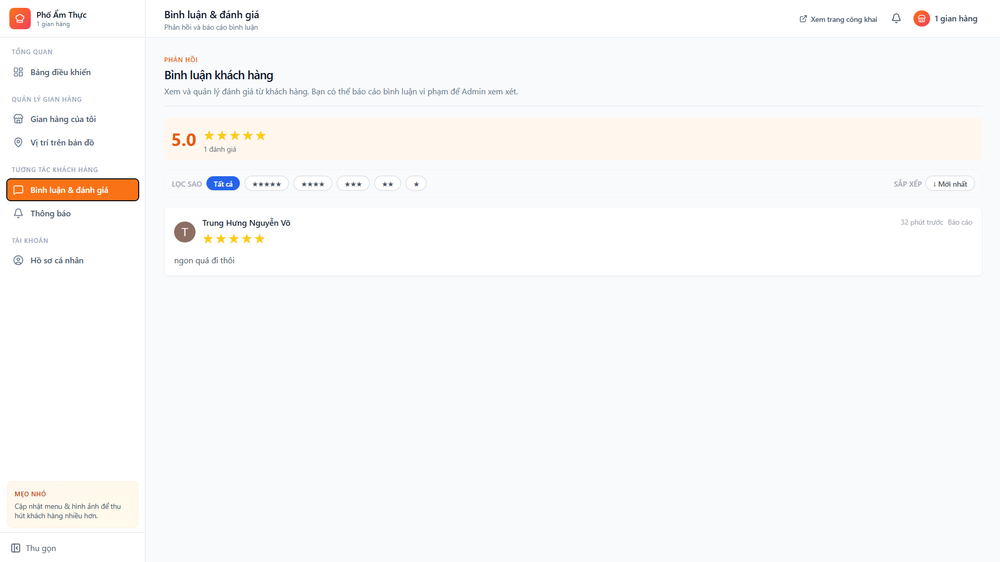 Phố Ẩm Thực
1 gian hàng
TỔNG QUAN
Bảng điều khiển
QUẢN LÝ GIAN HÀNG
Gian hàng của tôi
Vị trí trên bản đồ
TƯƠNG TÁC KHÁCH HÀNG
Bình luận & đánh giá
Thông báo
TÀI KHOẢN
Hồ sơ cá nhân
MẸO NHỎ
Cập nhật menu & hình ảnh để thu
hút khách hàng nhiều hơn.
Thu gọn
Bình luận & đánh giá
Phản hồi và báo cáo bình luận
Xem trang công khai
1 gian hàng
PHẢN HỒI
Bình luận khách hàng
Xem và quản lý đánh giá từ khách hàng. Bạn có thể báo cáo bình luận vi phạm để Admin xem xét.
5.0 ★★★★★
1 đánh giá
LỌC SAO Tất cả ★★★★★ ★★★★ ★★★ ★★ ★ SẮP XẾP ↓ Mới nhất
T
Trung Hưng Nguyễn Võ 32 phút trước Báo cáo
★★★★★
ngon quá đi thôi